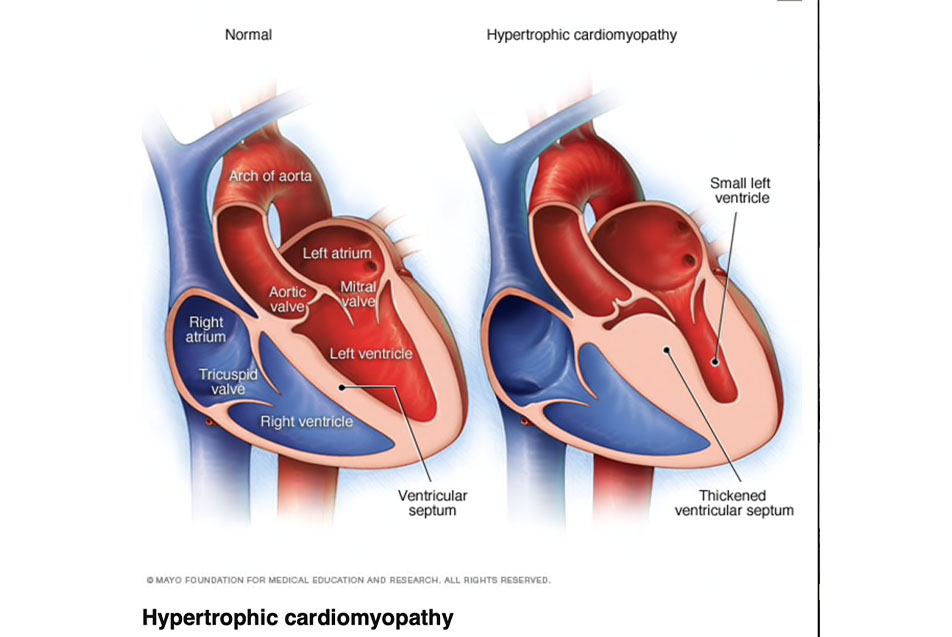 Normal
Hypertrophic cardiomyopathy
Arch of aorta
Left atrium
Aortic
valve
Mitral
valve
Right
atrium
Left ventricle
Tricuspid
valve
Right ventricle
Ventricular
septum
Small left
ventricle
Thickened
ventricular septum
© MAYO FOUNDATION FOR MEDICAL EDUCATION AND RESEARCH. ALL RIGHTS RESERVED.
Hypertrophic cardiomyopathy